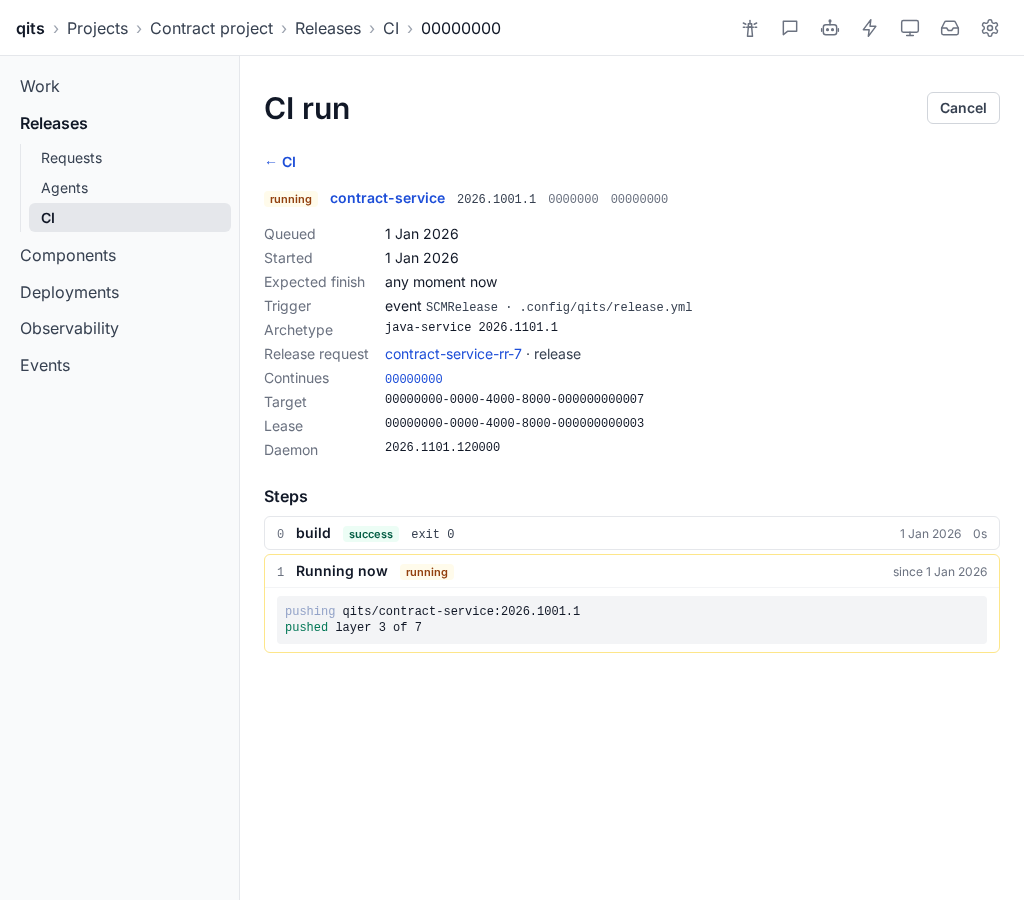 qits › Projects › Contract project › Releases › CI › 00000000
Work
Releases
Requests
Agents
CI
Components
Deployments
Observability
Events
CI run
Cancel
← CI
running contract-service 2026.1001.1 0000000 00000000
Queued 1 Jan 2026
Started 1 Jan 2026
Expected finish any moment now
Trigger event SCMRelease · .config/qits/release.yml
Archetype java-service 2026.1101.1
Release request contract-service-rr-7 · release
Continues 00000000
Target 00000000-0000-4000-8000-000000000007
Lease 00000000-0000-4000-8000-000000000003
Daemon 2026.1101.120000
Steps
0 build success exit 0 1 Jan 2026 0s
1 Running now running since 1 Jan 2026
pushing qits/contract-service:2026.1001.1
pushed layer 3 of 7